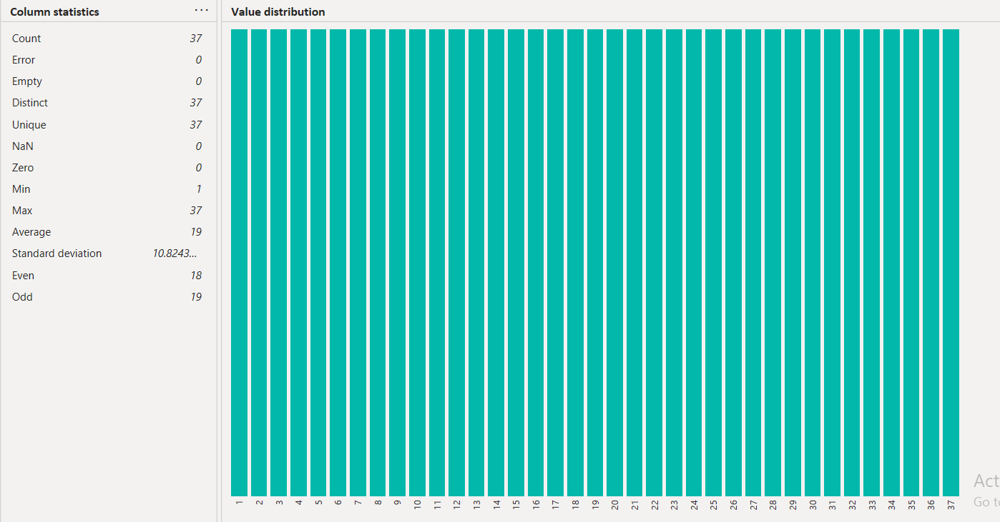 Column statistics ...
Count 37
Error 0
Empty 0
Distinct 37
Unique 37
NaN 0
Zero 0
Min 1
Max 37
Average 19
Standard deviation 10.8243...
Even 18
Odd 19
Value distribution
1 2 3 4 5 6 7 8 9 10 11 12 13 14 15 16 17 18 19 20 21 22 23 24 25 26 27 28 29 30 31 32 33 34 35 36 37
Act
Go to